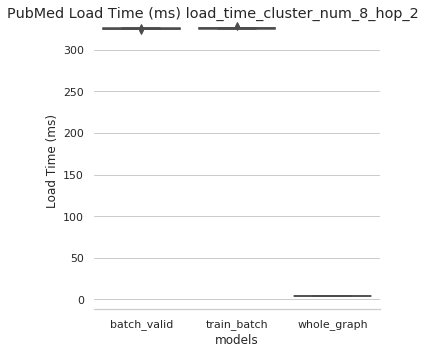 PubMed Load Time (ms) load_time_cluster_num_8_hop_2
300
250
200
150
100
50
0
Load Time (ms)
batch_valid train_batch whole_graph
models